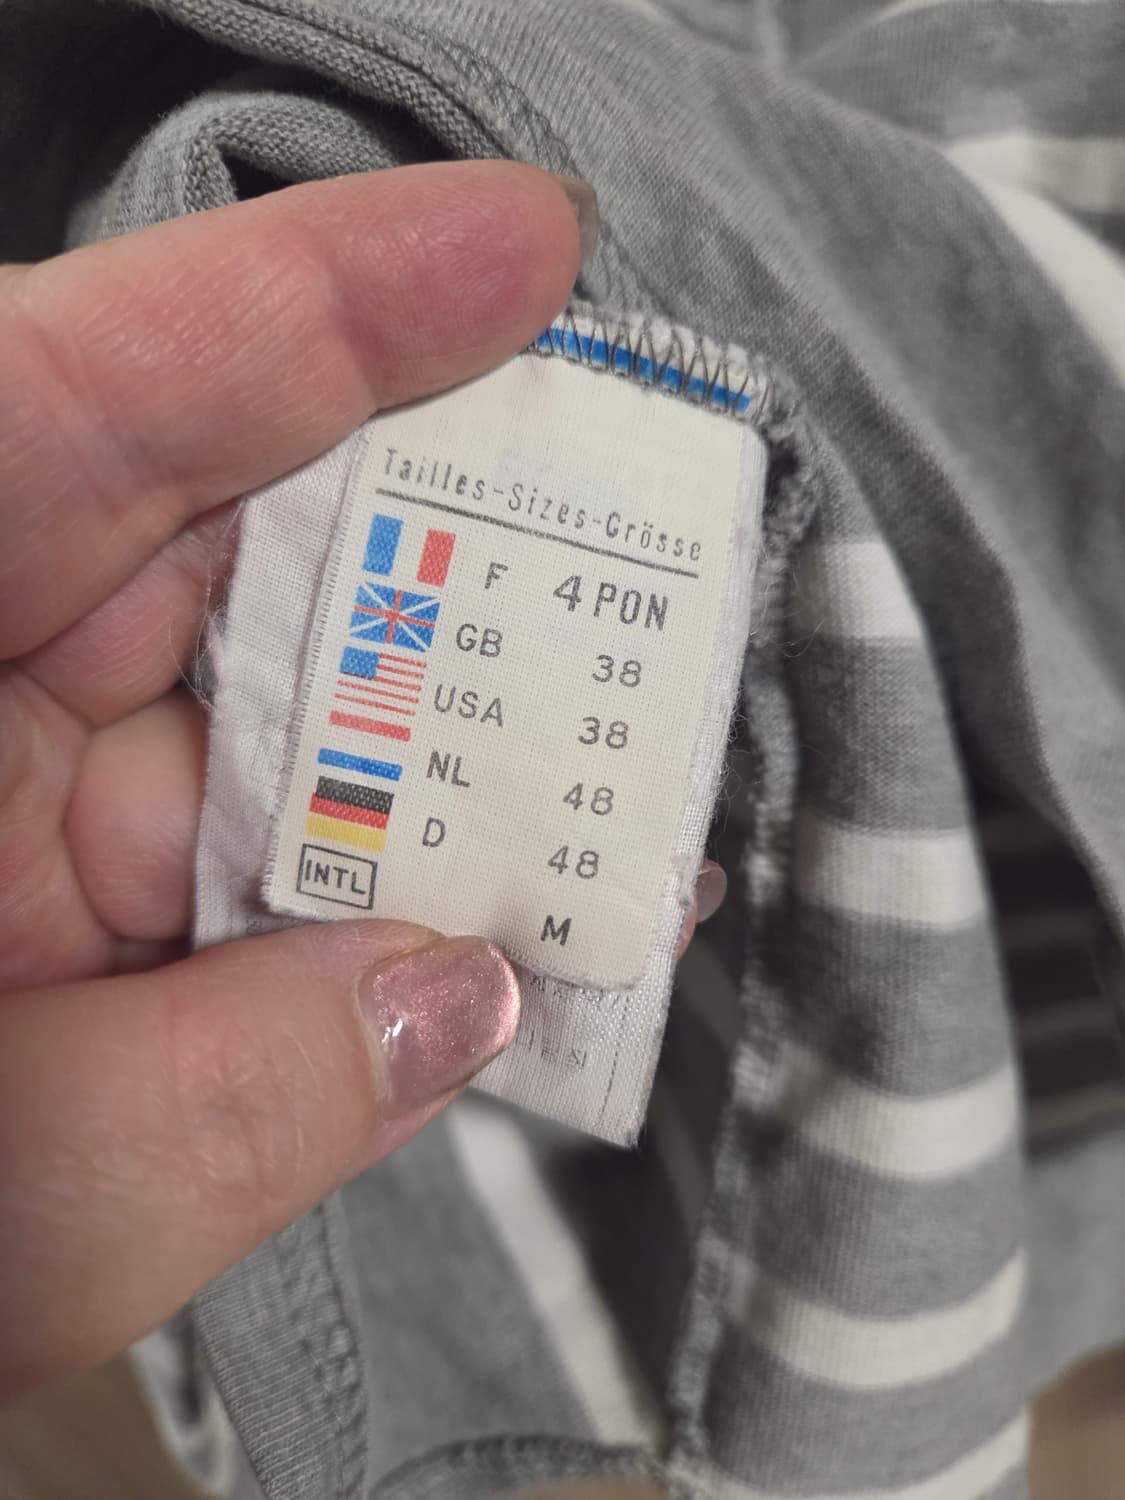 Tailles-Sizes-Grösse
F 4 PON
GB 38
USA 38
NL 48
D 48
INTL M